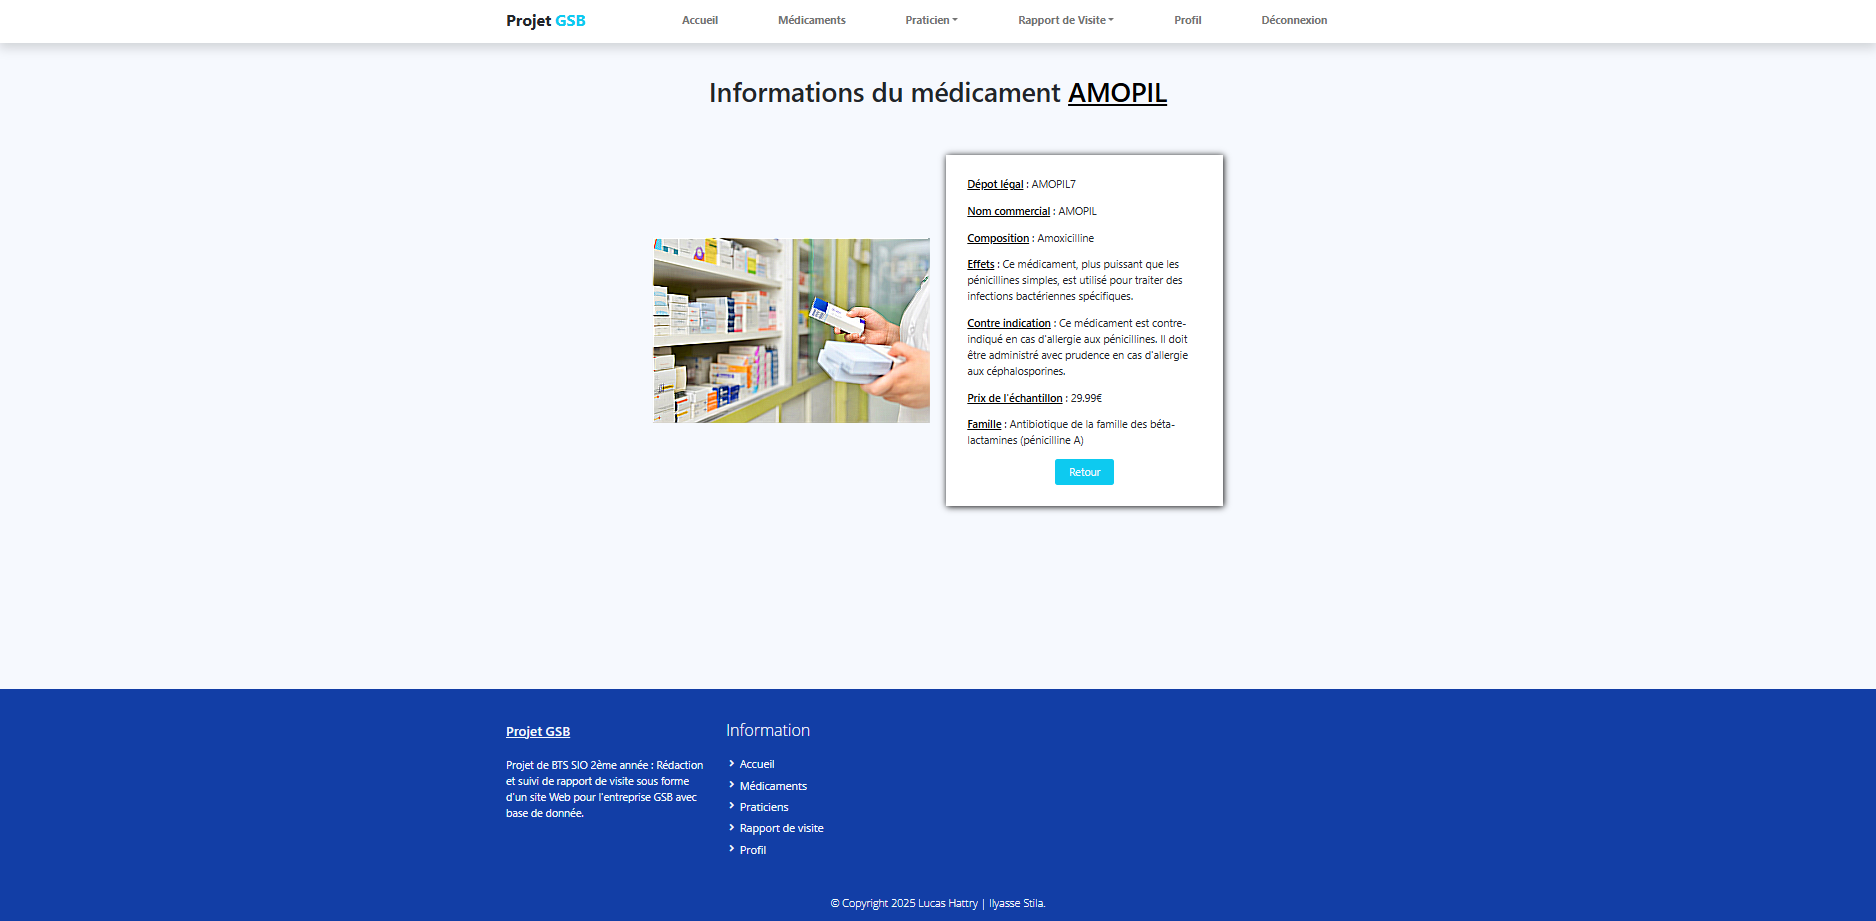 Projet GSB
Accueil
Médicaments
Praticien
Rapport de Visite
Profil
Déconnexion
Informations du médicament AMOPIL
Dépot légal : AMOPIL7
Nom commercial : AMOPIL
Composition : Amoxicilline
Effets : Ce médicament, plus puissant que les
pénicillines simples, est utilisé pour traiter des
infections bactériennes spécifiques.
Contre indication : Ce médicament est contre-
indiqué en cas d'allergie aux pénicillines. Il doit
être administré avec prudence en cas d'allergie
aux céphalosporines.
Prix de l'échantillon : 29.99€
Famille : Antibiotique de la famille des béta-
lactamines (pénicilline A)
Retour
Projet GSB
Projet de BTS SIO 2ème année : Rédaction
et suivi de rapport de visite sous forme
d'un site Web pour l'entreprise GSB avec
base de donnée.
Information
Accueil
Médicaments
Praticiens
Rapport de visite
Profil
© Copyright 2025 Lucas Hattry | Ilyasse Stila.